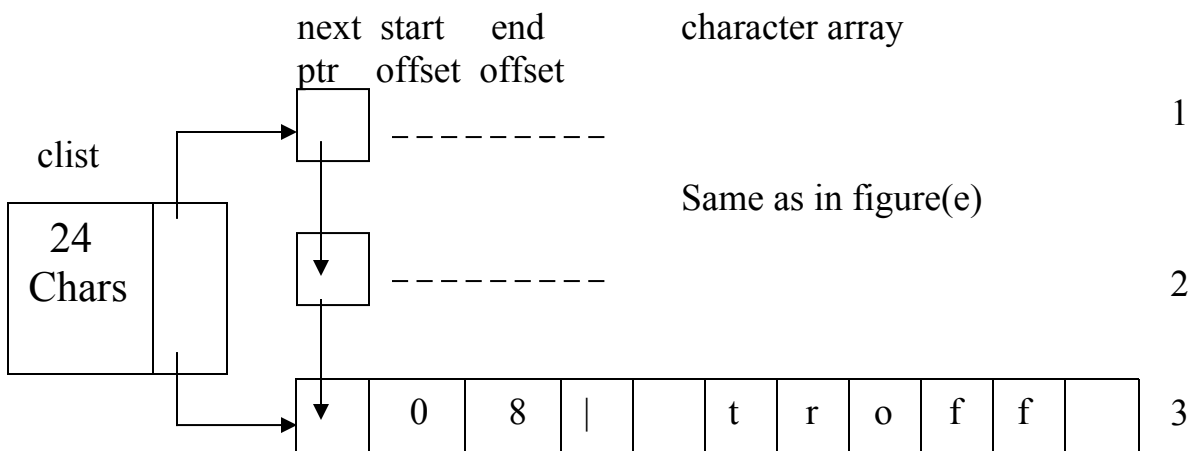 next start end character array
ptr offset offset
1
clist
Same as in figure(e)
24
Chars
2
0 8 | t r o f f 3